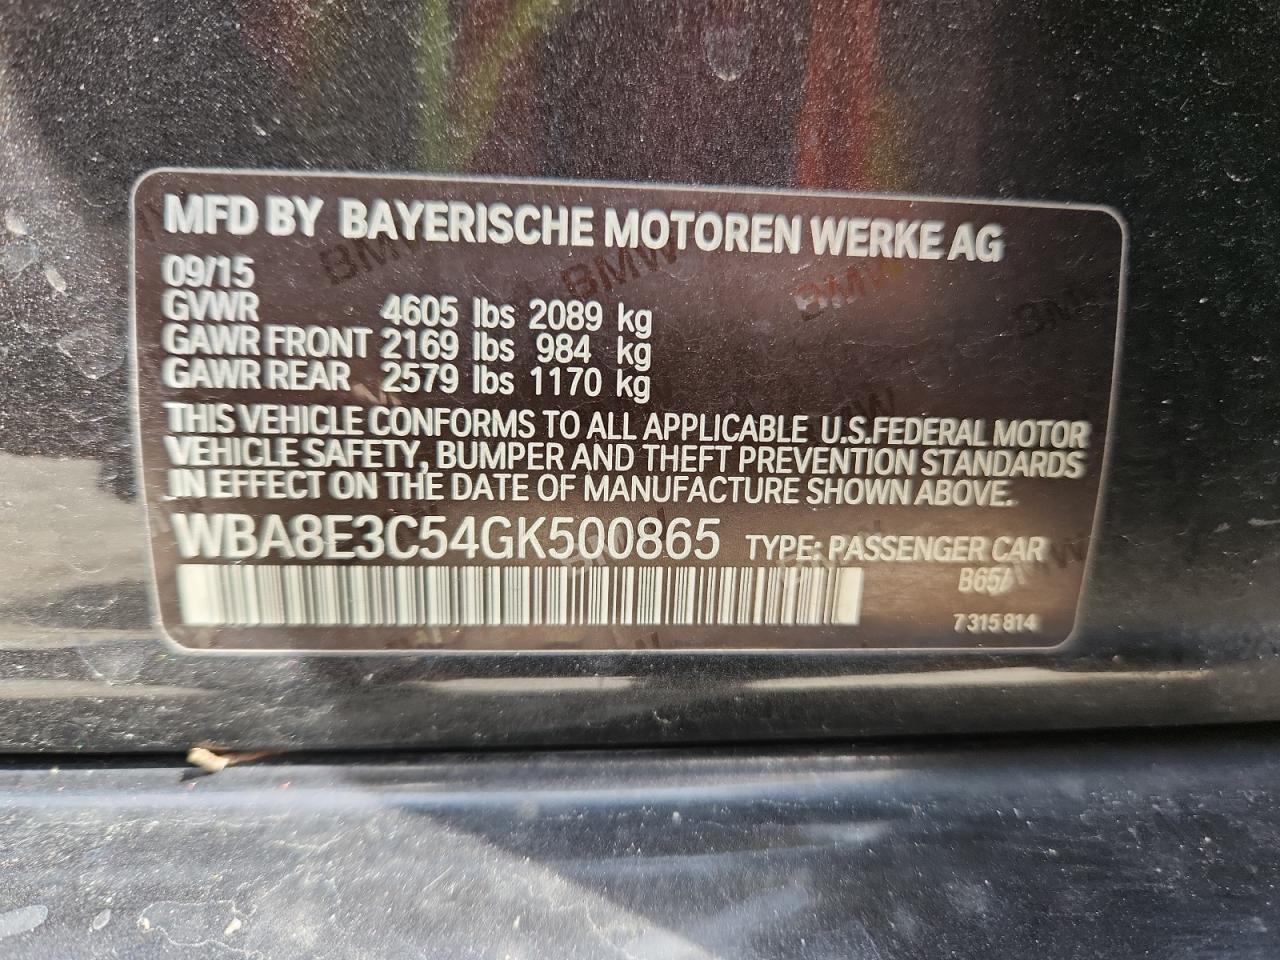 MFD BY BAYERISCHE MOTOREN WERKE AG
09/15
GVWR 4605 lbs 2089 kg
GAWR FRONT 2169 lbs 984 kg
GAWR REAR 2579 lbs 1170 kg
THIS VEHICLE CONFORMS TO ALL APPLICABLE U.S.FEDERAL MOTOR
VEHICLE SAFETY, BUMPER AND THEFT PREVENTION STANDARDS
IN EFFECT ON THE DATE OF MANUFACTURE SHOWN ABOVE.
WBA8E3C54GK500865 TYPE: PASSENGER CAR
7 315 814